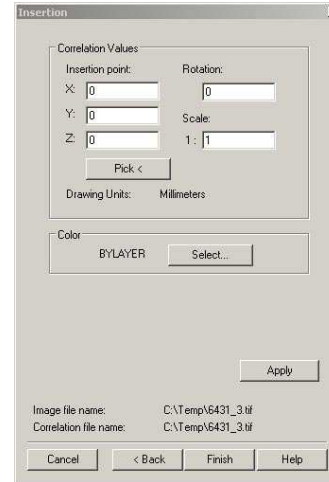 Insertion
Correlation Values
Insertion point: Rotation:
X: 0 0
Y: 0 Scale:
Z: 0 1 : 1
Pick <
Drawing Units: Millimeters
Color
BYLAYER Select...
Apply
Image file name: C:\Temp\6431_3.tif
Correlation file name: C:\Temp\6431_3.tif
Cancel < Back Finish Help